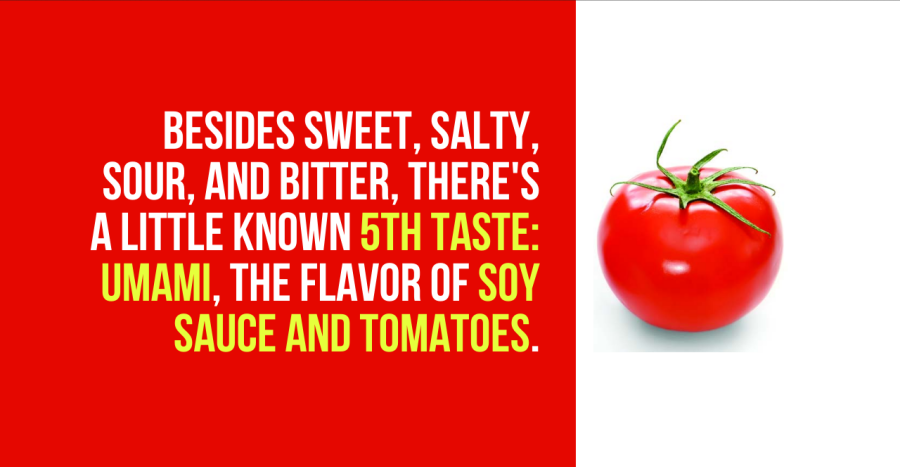 BESIDES SWEET, SALTY,
SOUR, AND BITTER, THERE'S
A LITTLE KNOWN 5TH TASTE:
UMAMI, THE FLAVOR OF SOY
SAUCE AND TOMATOES.